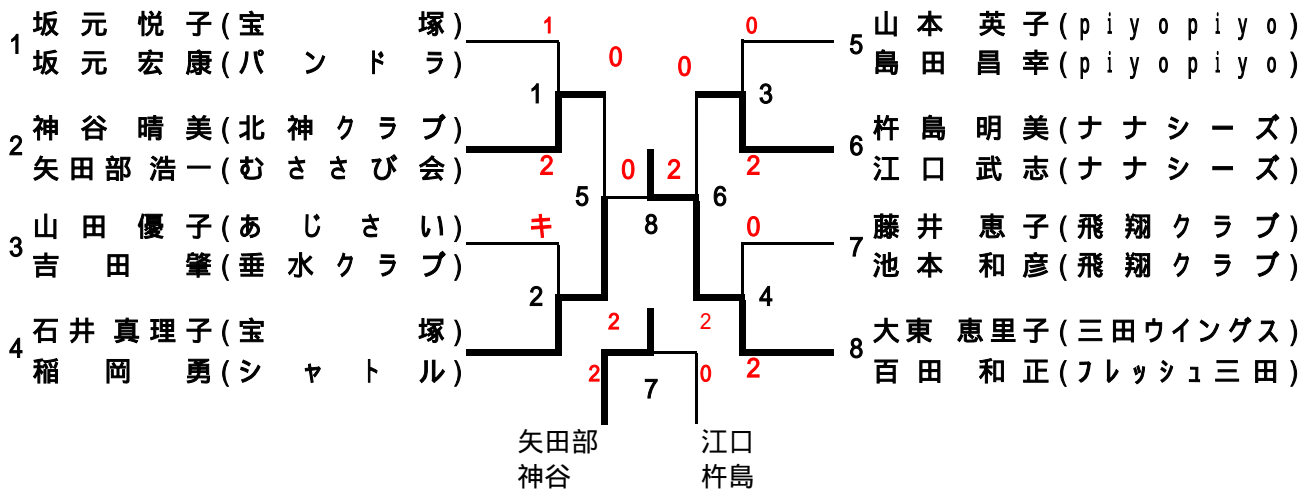 1 坂元 悦子(宝塚)
坂元 宏康(パンドラ)
1
0
0
0
5 山本 英子(piyopiyo)
島田 昌幸(piyopiyo)
1
3
2 神谷 晴美(北神クラブ)
矢田部 浩一(むささび会)
2
0
2
2
6 杵島 明美(ナナシーズ)
江口 武志(ナナシーズ)
5
8
6
3 山田 優子(あじさい)
吉田 肇(垂水クラブ)
キ
0
7 藤井 恵子(飛翔クラブ)
池本 和彦(飛翔クラブ)
2
4
4 石井 真理子(宝塚)
稲岡 勇(シャトル)
2
2
8 大東 恵里子(三田ウイングス)
百田 和正(フレッシュ三田)
2
7
0
2
矢田部
神谷
江口
杵島